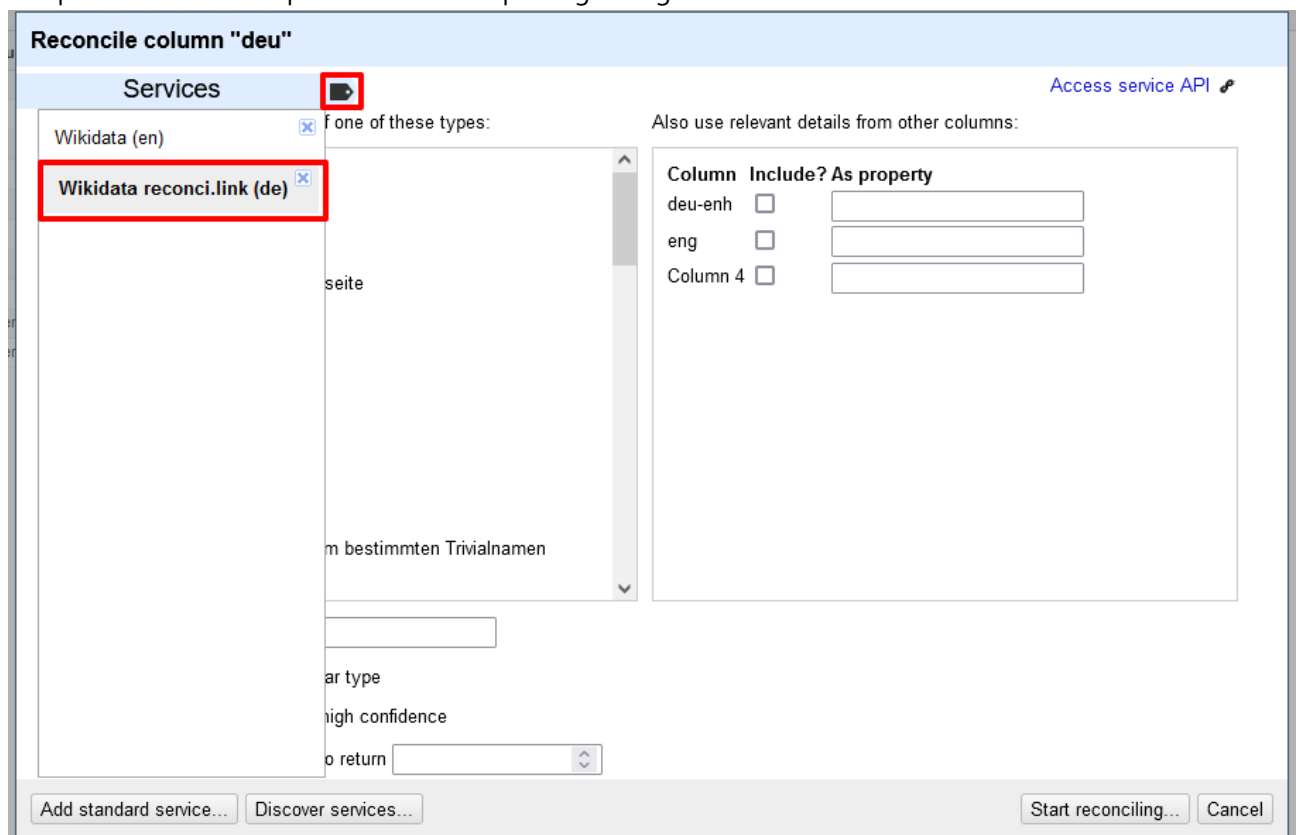 Reconcile column "deu"
Services
Access service API
Wikidata (en)
f one of these types:
Also use relevant details from other columns:
Wikidata reconci.link (de)
Column Include? As property
deu-enh
eng
Column 4
seite
m bestimmten Trivialnamen
ar type
high confidence
o return
Add standard service... Discover services... Start reconciling... Cancel